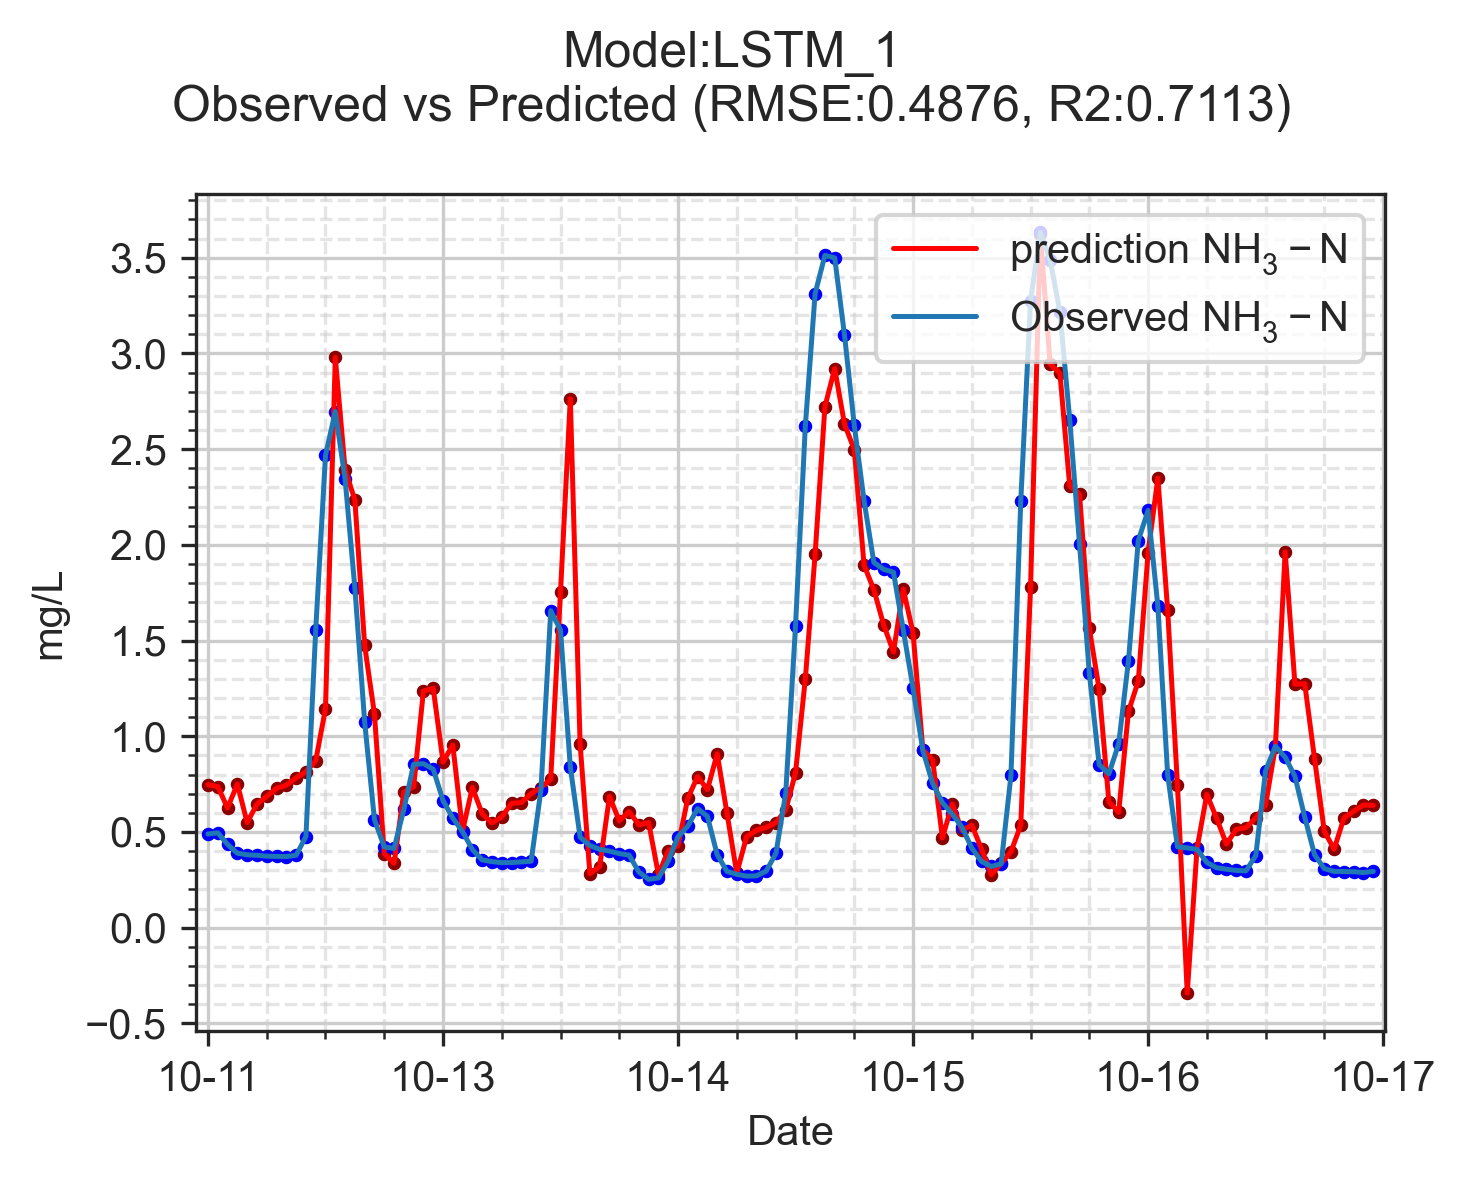 Model:LSTM_1
Observed vs Predicted (RMSE:0.4876, R2:0.7113)
prediction NH₃ − N
Observed NH₃ − N
3.5
3.0
2.5
2.0
1.5
1.0
0.5
0.0
−0.5
mg/L
10-11 10-13 10-14 10-15 10-16 10-17
Date